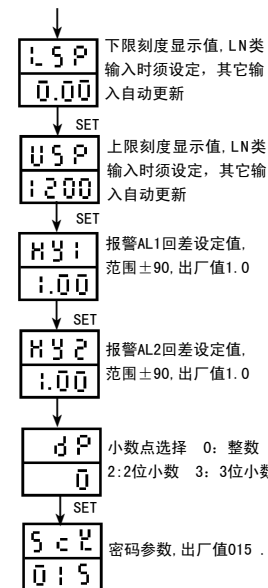 LSP
0.00
下限刻度显示值, LN类
输入时须设定，其它输
入自动更新
SET
USP
1200
上限刻度显示值, LN类
输入时须设定，其它输
入自动更新
SET
HY1
1.00
报警AL1回差设定值,
范围±90, 出厂值1.0
SET
HY2
1.00
报警AL2回差设定值,
范围±90, 出厂值1.0
dP
0
小数点选择 0：整数
2:2位小数 3：3位小数
SET
ScK
015
密码参数, 出厂值015 .